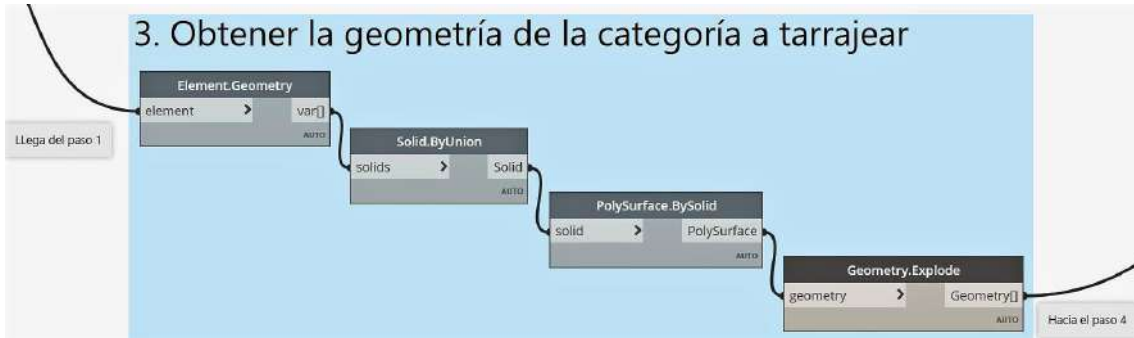 3. Obtener la geometría de la categoría a tarrajear
Element.Geometry
element > var[]
AUTO
LLega del paso 1
Solid.ByUnion
solids > Solid
AUTO
PolySurface.BySolid
solid > PolySurface
AUTO
Geometry.Explode
geometry > Geometry[]
AUTO
Hacia el paso 4